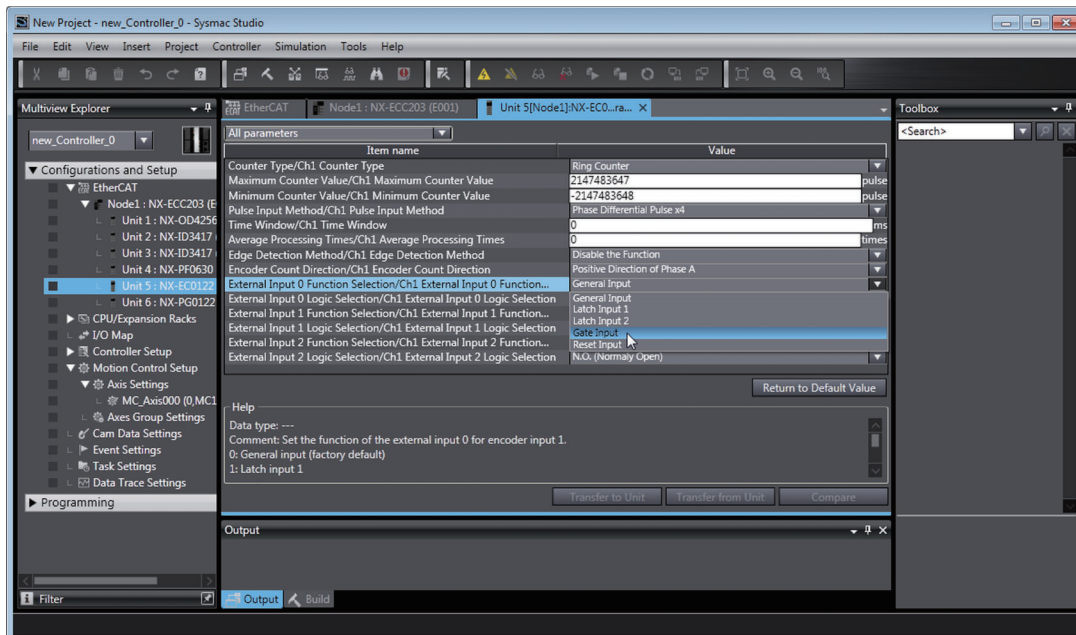 New Project - new_Controller_0 - Sysmac Studio
File Edit View Insert Project Controller Simulation Tools Help
Multiview Explorer
new_Controller_0
Configurations and Setup
EtherCAT
Node1 : NX-ECC203 (E
Unit 1 : NX-OD4256
Unit 2 : NX-ID3417
Unit 3 : NX-ID3417
Unit 4 : NX-PF0630
Unit 5 : NX-EC0122
Unit 6 : NX-PG0122
CPU/Expansion Racks
I/O Map
Controller Setup
Motion Control Setup
Axis Settings
MC_Axis000 (0,MC1
Axes Group Settings
Cam Data Settings
Event Settings
Task Settings
Data Trace Settings
Programming
Filter
EtherCAT Node1 : NX-ECC203 (E001) Unit 5[Node1]:NX-EC0...ra...
All parameters
Item name Value
Counter Type/Ch1 Counter Type Ring Counter
Maximum Counter Value/Ch1 Maximum Counter Value 2147483647 pulse
Minimum Counter Value/Ch1 Minimum Counter Value -2147483648 pulse
Pulse Input Method/Ch1 Pulse Input Method Phase Differential Pulse x4
Time Window/Ch1 Time Window 0 ms
Average Processing Times/Ch1 Average Processing Times 0 times
Edge Detection Method/Ch1 Edge Detection Method Disable the Function
Encoder Count Direction/Ch1 Encoder Count Direction Positive Direction of Phase A
External Input 0 Function Selection/Ch1 External Input 0 Function... General Input
External Input 0 Logic Selection/Ch1 External Input 0 Logic Selection General Input
External Input 1 Function Selection/Ch1 External Input 1 Function... Latch Input 1
Latch Input 2
External Input 1 Logic Selection/Ch1 External Input 1 Logic Selection Gate Input
External Input 2 Function Selection/Ch1 External Input 2 Function... Reset Input
External Input 2 Logic Selection/Ch1 External Input 2 Logic Selection N.O. (Normaly Open)
Return to Default Value
Help
Data type: ---
Comment: Set the function of the external input 0 for encoder input 1.
0: General input (factory default)
1: Latch input 1
Transfer to Unit Transfer from Unit Compare
Output
Output Build
Toolbox
<Search>